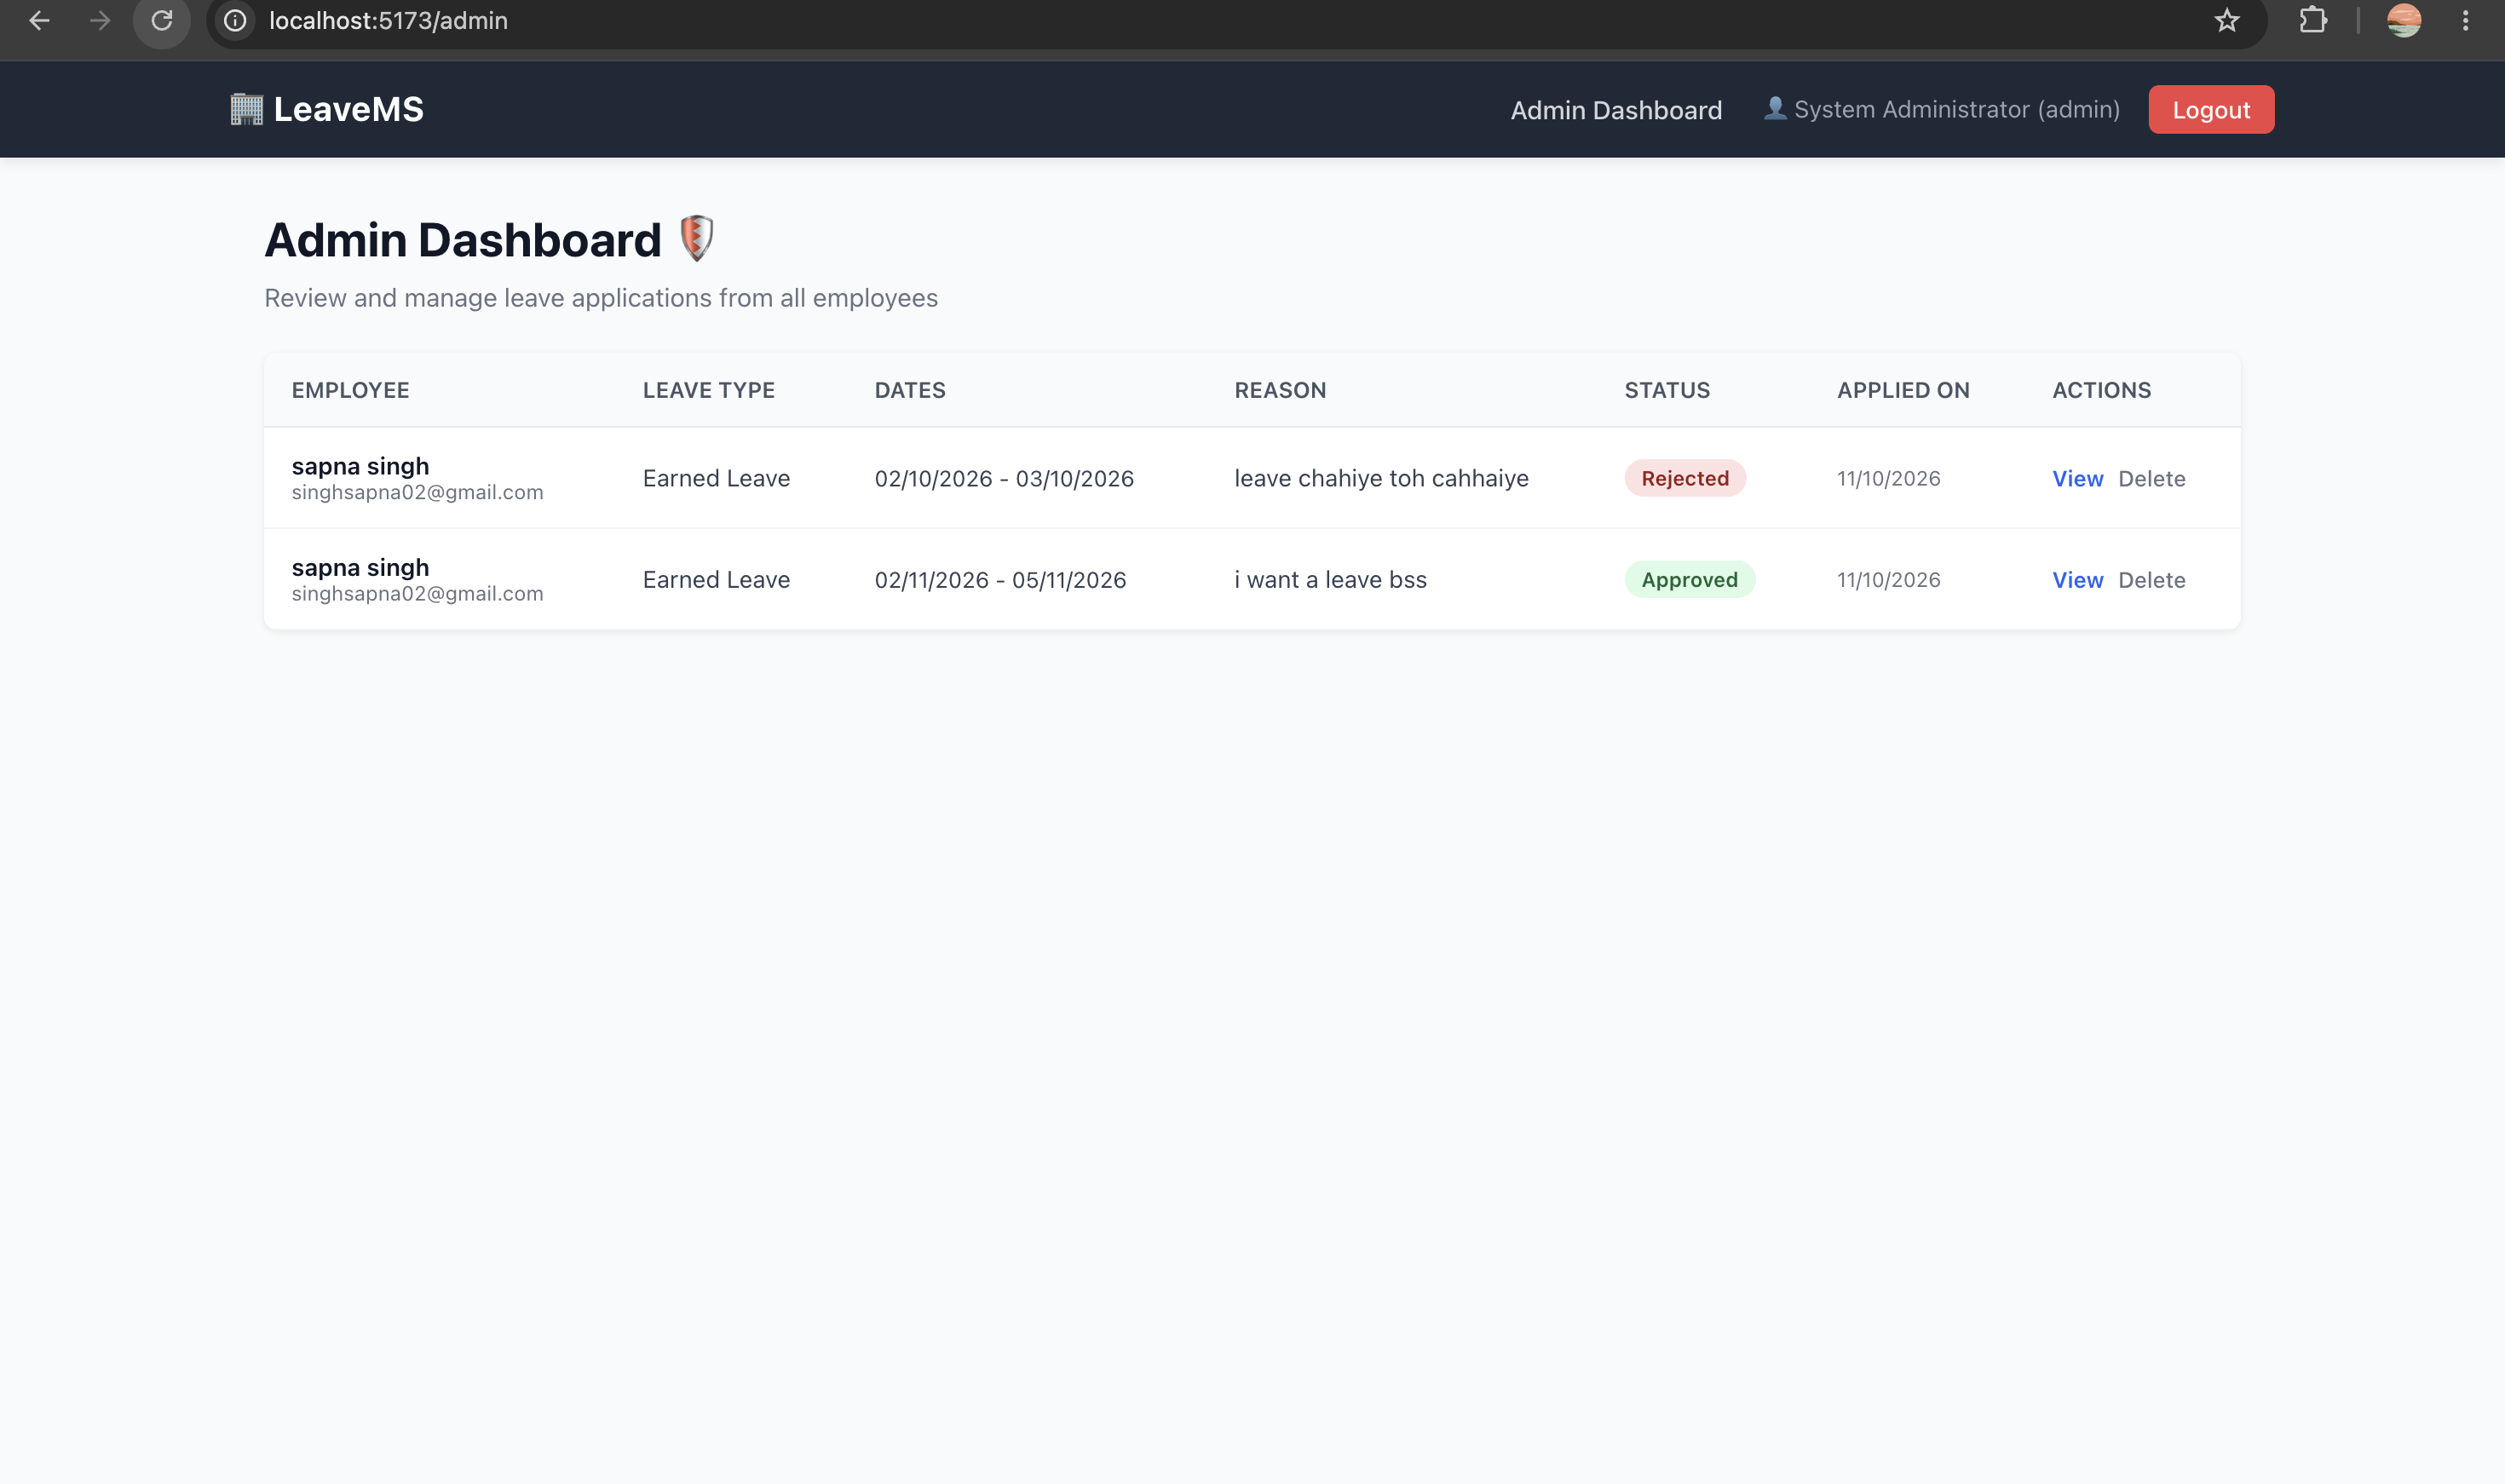 localhost:5173/admin
LeaveMS
Admin Dashboard
System Administrator (admin)
Logout
Admin Dashboard
Review and manage leave applications from all employees
EMPLOYEE LEAVE TYPE DATES REASON STATUS APPLIED ON ACTIONS
sapna singh
singhsapna02@gmail.com
Earned Leave 02/10/2026 - 03/10/2026 leave chahiye toh cahhaiye Rejected 11/10/2026 View Delete
sapna singh
singhsapna02@gmail.com
Earned Leave 02/11/2026 - 05/11/2026 i want a leave bss Approved 11/10/2026 View Delete